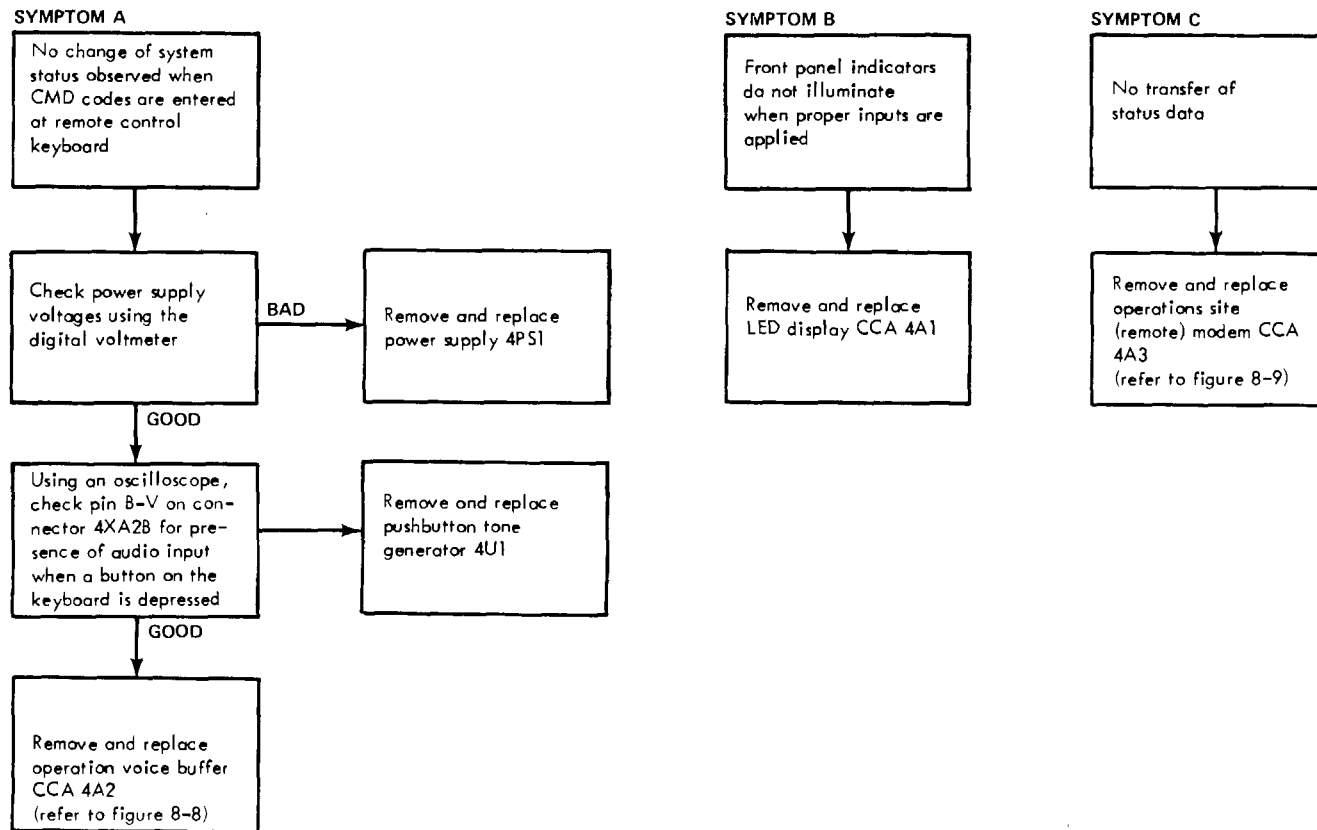 SYMPTOM A
No change of system
status observed when
CMD codes are entered
at remote control
keyboard
Check power supply
voltages using the
digital voltmeter
BAD
Remove and replace
power supply 4PS1
GOOD
Using an oscilloscope,
check pin B-V on con-
nector 4XA2B for pre-
sence of audio input
when a button on the
keyboard is depressed
Remove and replace
pushbutton tone
generator 4U1
GOOD
Remove and replace
operation voice buffer
CCA 4A2
(refer to figure 8-8)
SYMPTOM B
Front panel indicators
da not illuminate
when proper inputs are
applied
Remove and replace
LED display CCA 4A1
SYMPTOM C
No transfer af
status data
Remove and replace
operations site
(remote) modem CCA
4A3
(refer to figure 8-9)